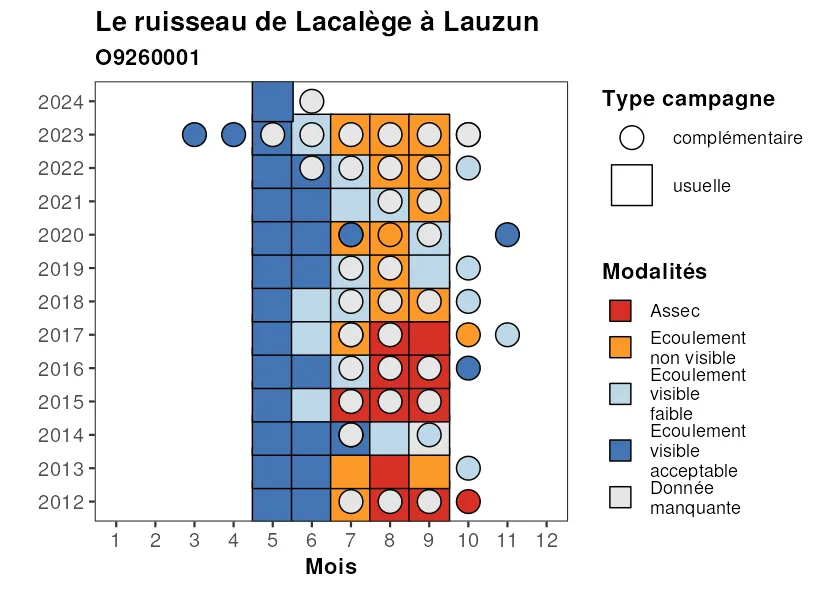 Le ruisseau de Lacalège à Lauzun
O9260001
2024
2023
2022
2021
2020
2019
2018
2017
2016
2015
2014
2013
2012
1 2 3 4 5 6 7 8 9 10 11 12
Mois
Type campagne
complémentaire
usuelle
Modalités
Assec
Ecoulement
non visible
Ecoulement
visible
faible
Ecoulement
visible
acceptable
Donnée
manquante